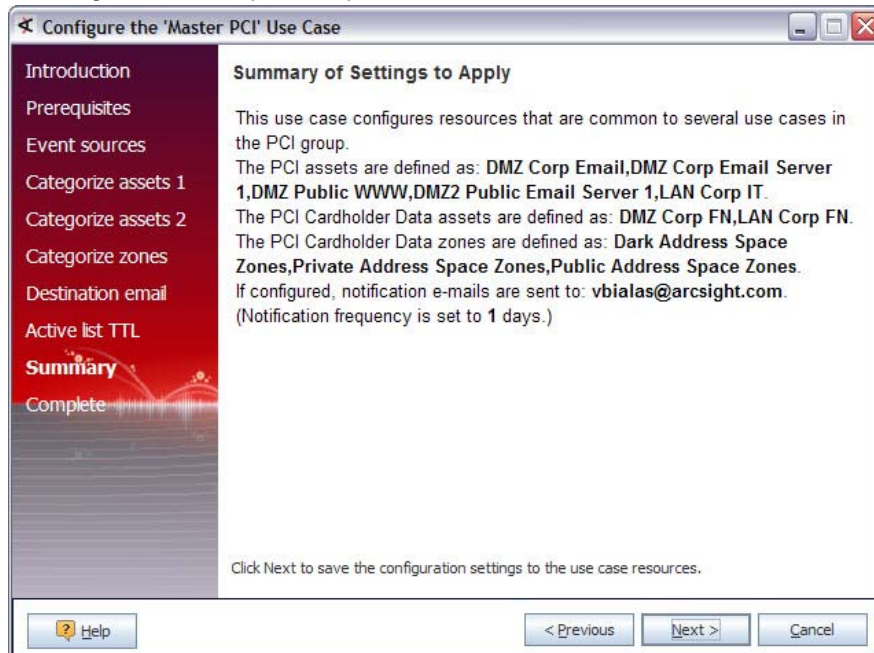 Configure the 'Master PCI' Use Case
Introduction
Prerequisites
Event sources
Categorize assets 1
Categorize assets 2
Categorize zones
Destination email
Active list TTL
Summary
Complete
Summary of Settings to Apply
This use case configures resources that are common to several use cases in
the PCI group.
The PCI assets are defined as: DMZ Corp Email,DMZ Corp Email Server
1,DMZ Public WWW,DMZ2 Public Email Server 1,LAN Corp IT.
The PCI Cardholder Data assets are defined as: DMZ Corp FN,LAN Corp FN.
The PCI Cardholder Data zones are defined as: Dark Address Space
Zones,Private Address Space Zones,Public Address Space Zones.
If configured, notification e-mails are sent to: vbialas@arcsight.com.
(Notification frequency is set to 1 days.)
Click Next to save the configuration settings to the use case resources.
Help
< Previous
Next >
Cancel